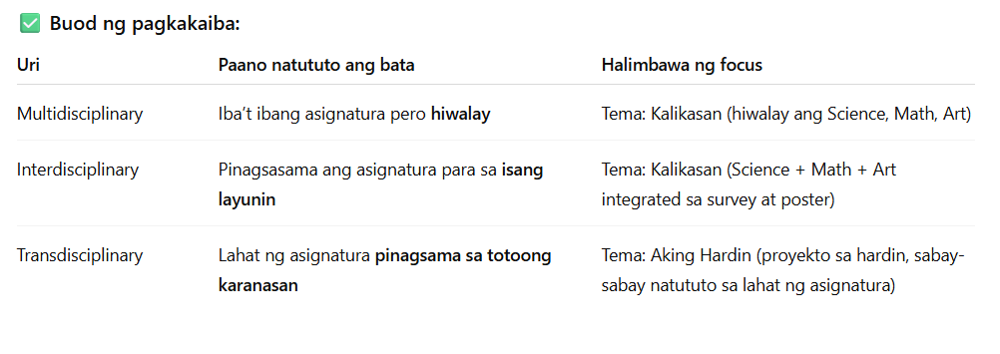 ✅ Buod ng pagkakaiba:
Uri Paano natututo ang bata Halimbawa ng focus
Multidisciplinary Iba’t ibang asignatura pero hiwalay Tema: Kalikasan (hiwalay ang Science, Math, Art)
Interdisciplinary Pinagsasama ang asignatura para sa isang Tema: Kalikasan (Science + Math + Art
layunin integrated sa survey at poster)
Transdisciplinary Lahat ng asignatura pinagsama sa totoong Tema: Aking Hardin (proyekto sa hardin, sabay-
karanasan sabay natututo sa lahat ng asignatura)